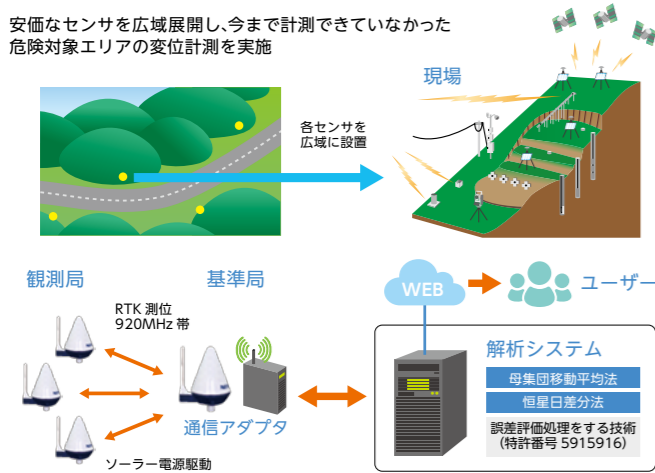 安価なセンサを広域展開し、今まで計測できていなかった
危険対象エリアの変位計測を実施
現場
各センサを
広域に設置
観測局
基準局
RTK 測位
920MHz 帯
通信アダプタ
ソーラー電源駆動
WEB
ユーザー
解析システム
母集団移動平均法
恒星日差分法
誤差評価処理をする技術
(特許番号 5915916)